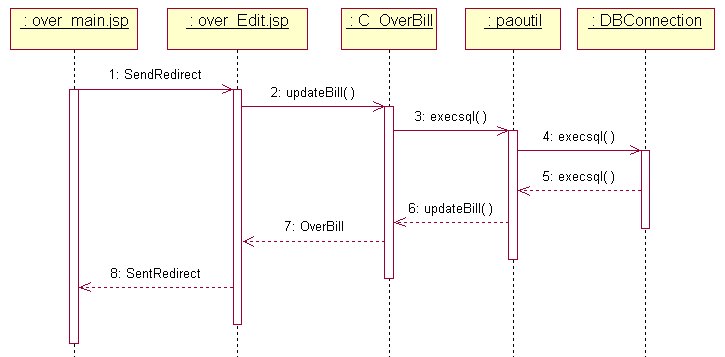 : over_main.jsp
: over_Edit.jsp
: C_OverBill
: paoutil
: DBConnection
1: SendRedirect
2: updateBill( )
3: execsql( )
4: execsql( )
5: execsql( )
6: updateBill( )
7: OverBill
8: SentRedirect